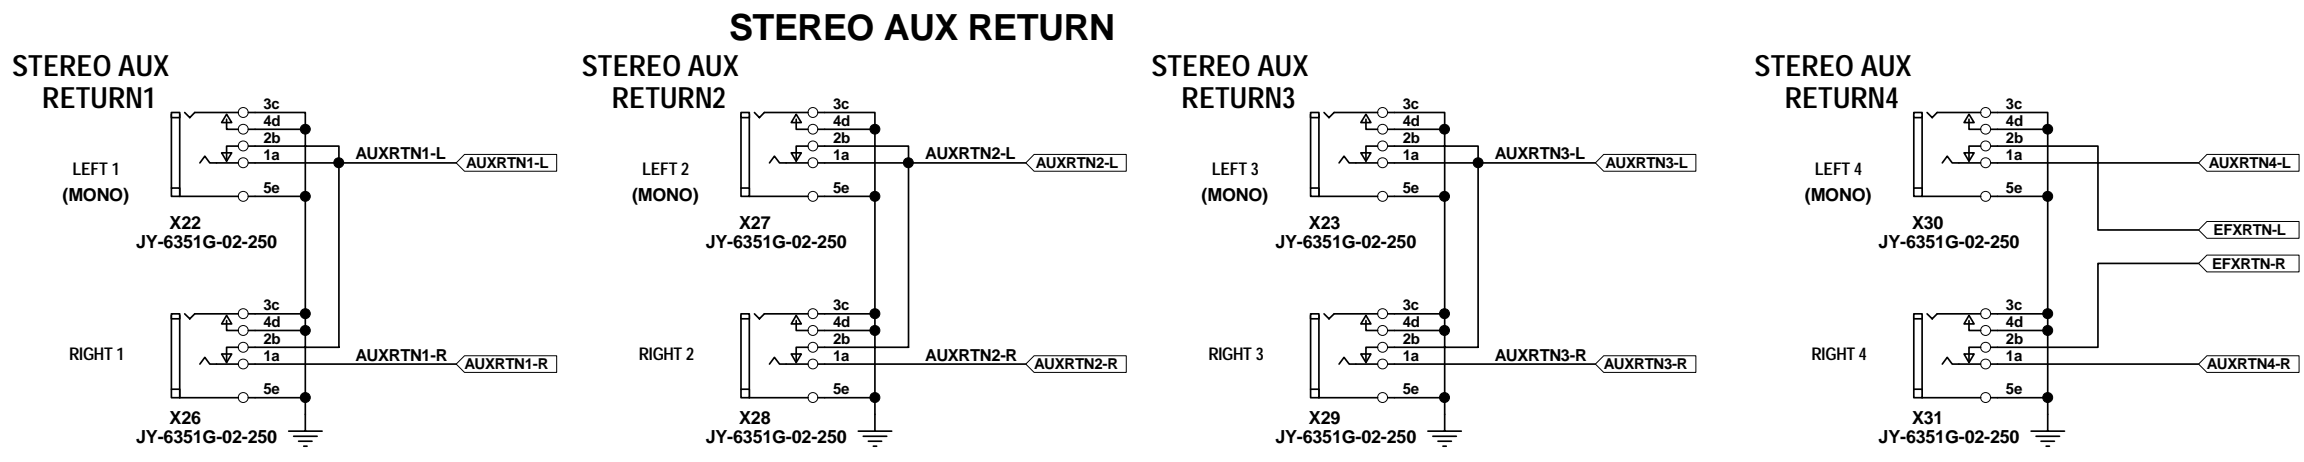 STEREO AUX RETURN
STEREO AUX
RETURN1
3c
4d
2b
1a
5e
LEFT 1
(MONO)
AUXRTN1-L
AUXRTN1-L
X22
JY-6351G-02-250
3c
4d
2b
1a
5e
RIGHT 1
AUXRTN1-R
AUXRTN1-R
X26
JY-6351G-02-250
STEREO AUX
RETURN2
3c
4d
2b
1a
5e
LEFT 2
(MONO)
AUXRTN2-L
AUXRTN2-L
X27
JY-6351G-02-250
3c
4d
2b
1a
5e
RIGHT 2
AUXRTN2-R
AUXRTN2-R
X28
JY-6351G-02-250
STEREO AUX
RETURN3
3c
4d
2b
1a
5e
LEFT 3
(MONO)
AUXRTN3-L
AUXRTN3-L
X23
JY-6351G-02-250
3c
4d
2b
1a
5e
RIGHT 3
AUXRTN3-R
AUXRTN3-R
X29
JY-6351G-02-250
STEREO AUX
RETURN4
3c
4d
2b
1a
5e
LEFT 4
(MONO)
AUXRTN4-L
X30
JY-6351G-02-250
EFXRTN-L
EFXRTN-R
3c
4d
2b
1a
5e
RIGHT 4
AUXRTN4-R
X31
JY-6351G-02-250